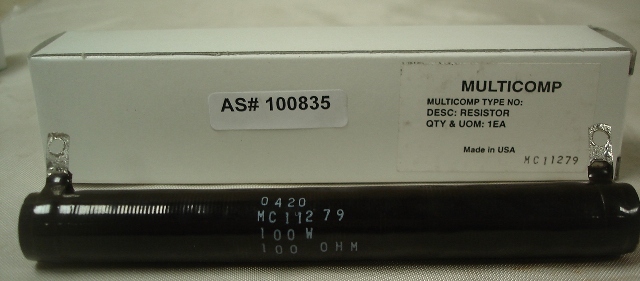 AS# 100835
MULTICOMP
MULTICOMP TYPE NO:
DESC: RESISTOR
QTY & UOM: 1EA
Made in USA
MC11279
0420
MC11279
100 W
100 OHM